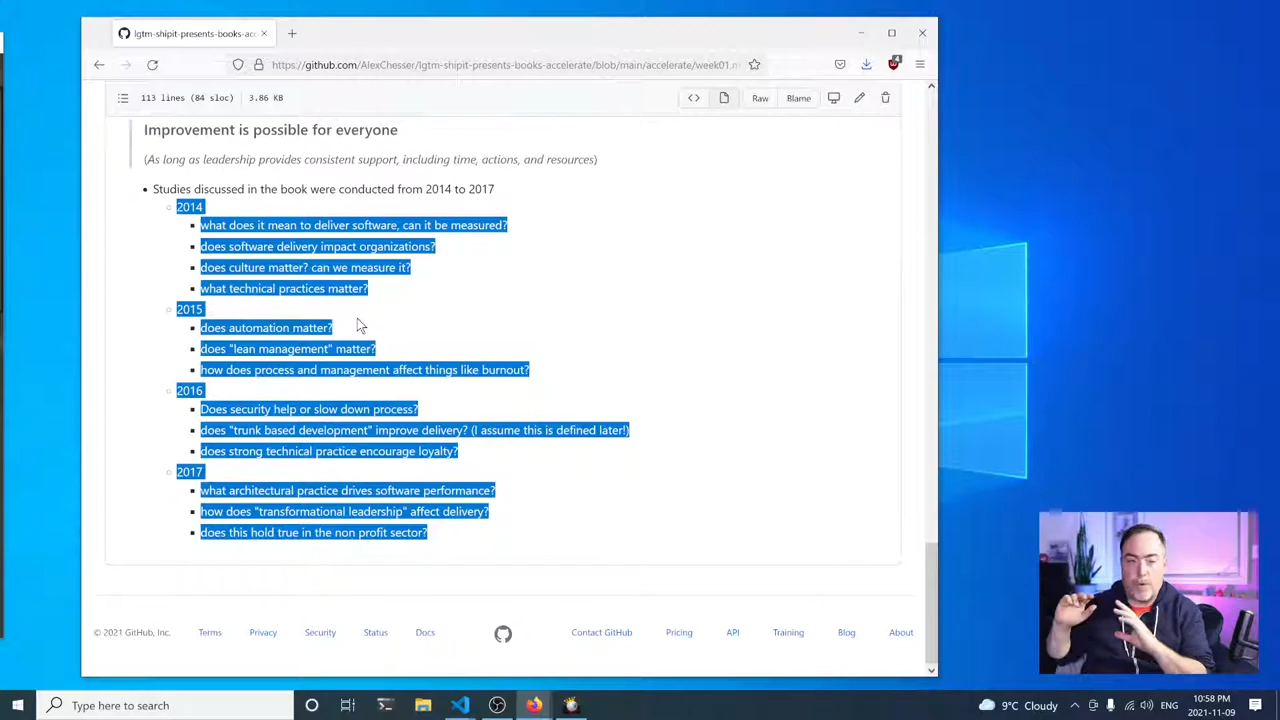 lgtm-shipit-presents-books-acc
https://github.com/AlexChesser/lgtm-shipit-presents-books-accelerate/blob/main/accelerate/week01.m
4
113 lines (84 sloc) 3.86 KB
Raw
Blame
Improvement is possible for everyone
(As long as leadership provides consistent support, including time, actions, and resources)
Studies discussed in the book were conducted from 2014 to 2017
2014
what does it mean to deliver software, can it be measured?
does software delivery impact organizations?
does culture matter? can we measure it?
what technical practices matter?
2015
does automation matter?
does "lean management" matter?
how does process and management affect things like burnout?
2016
Does security help or slow down process?
does "trunk based development" improve delivery? (I assume this is defined later!)
does strong technical practice encourage loyalty?
2017
what architectural practice drives software performance?
how does "transformational leadership" affect delivery?
does this hold true in the non profit sector?
© 2021 GitHub, Inc. Terms Privacy Security Status Docs Contact GitHub Pricing API Training Blog About
Type here to search
9°C Cloudy
ENG
10:58 PM
2021-11-09